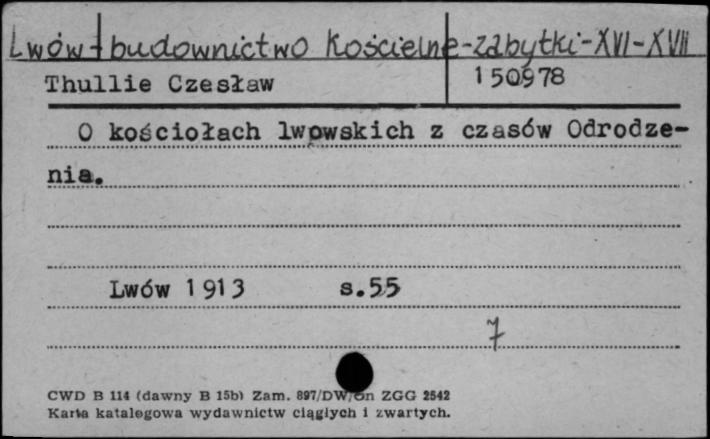 Lwów - budownictwo kościelne - zabytki - XVI - XVII
Thullie Czesław 150978
O kościołach lwowskich z czasów Odrodze-
nia.
Lwów 1913 s.55
7
CWD B 114 (dawny B 15b) Zam. 897/DW/on ZGG 2542
Karta katalogowa wydawnictw ciągłych i zwartych.